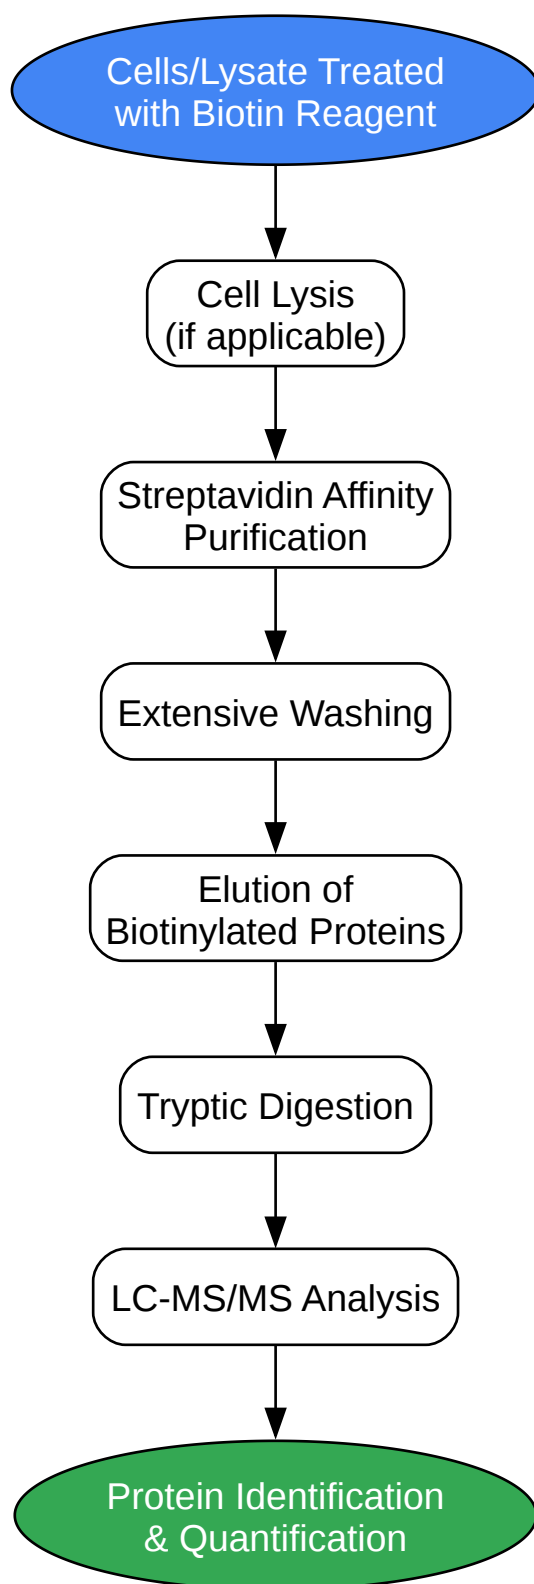 Cells/Lysate Treated
with Biotin Reagent
Cell Lysis
(if applicable)
Streptavidin Affinity
Purification
Extensive Washing
Elution of
Biotinylated Proteins
Tryptic Digestion
LC-MS/MS Analysis
Protein Identification
& Quantification